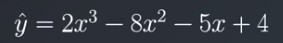 ŷ = 2x³ − 8x² − 5x + 4